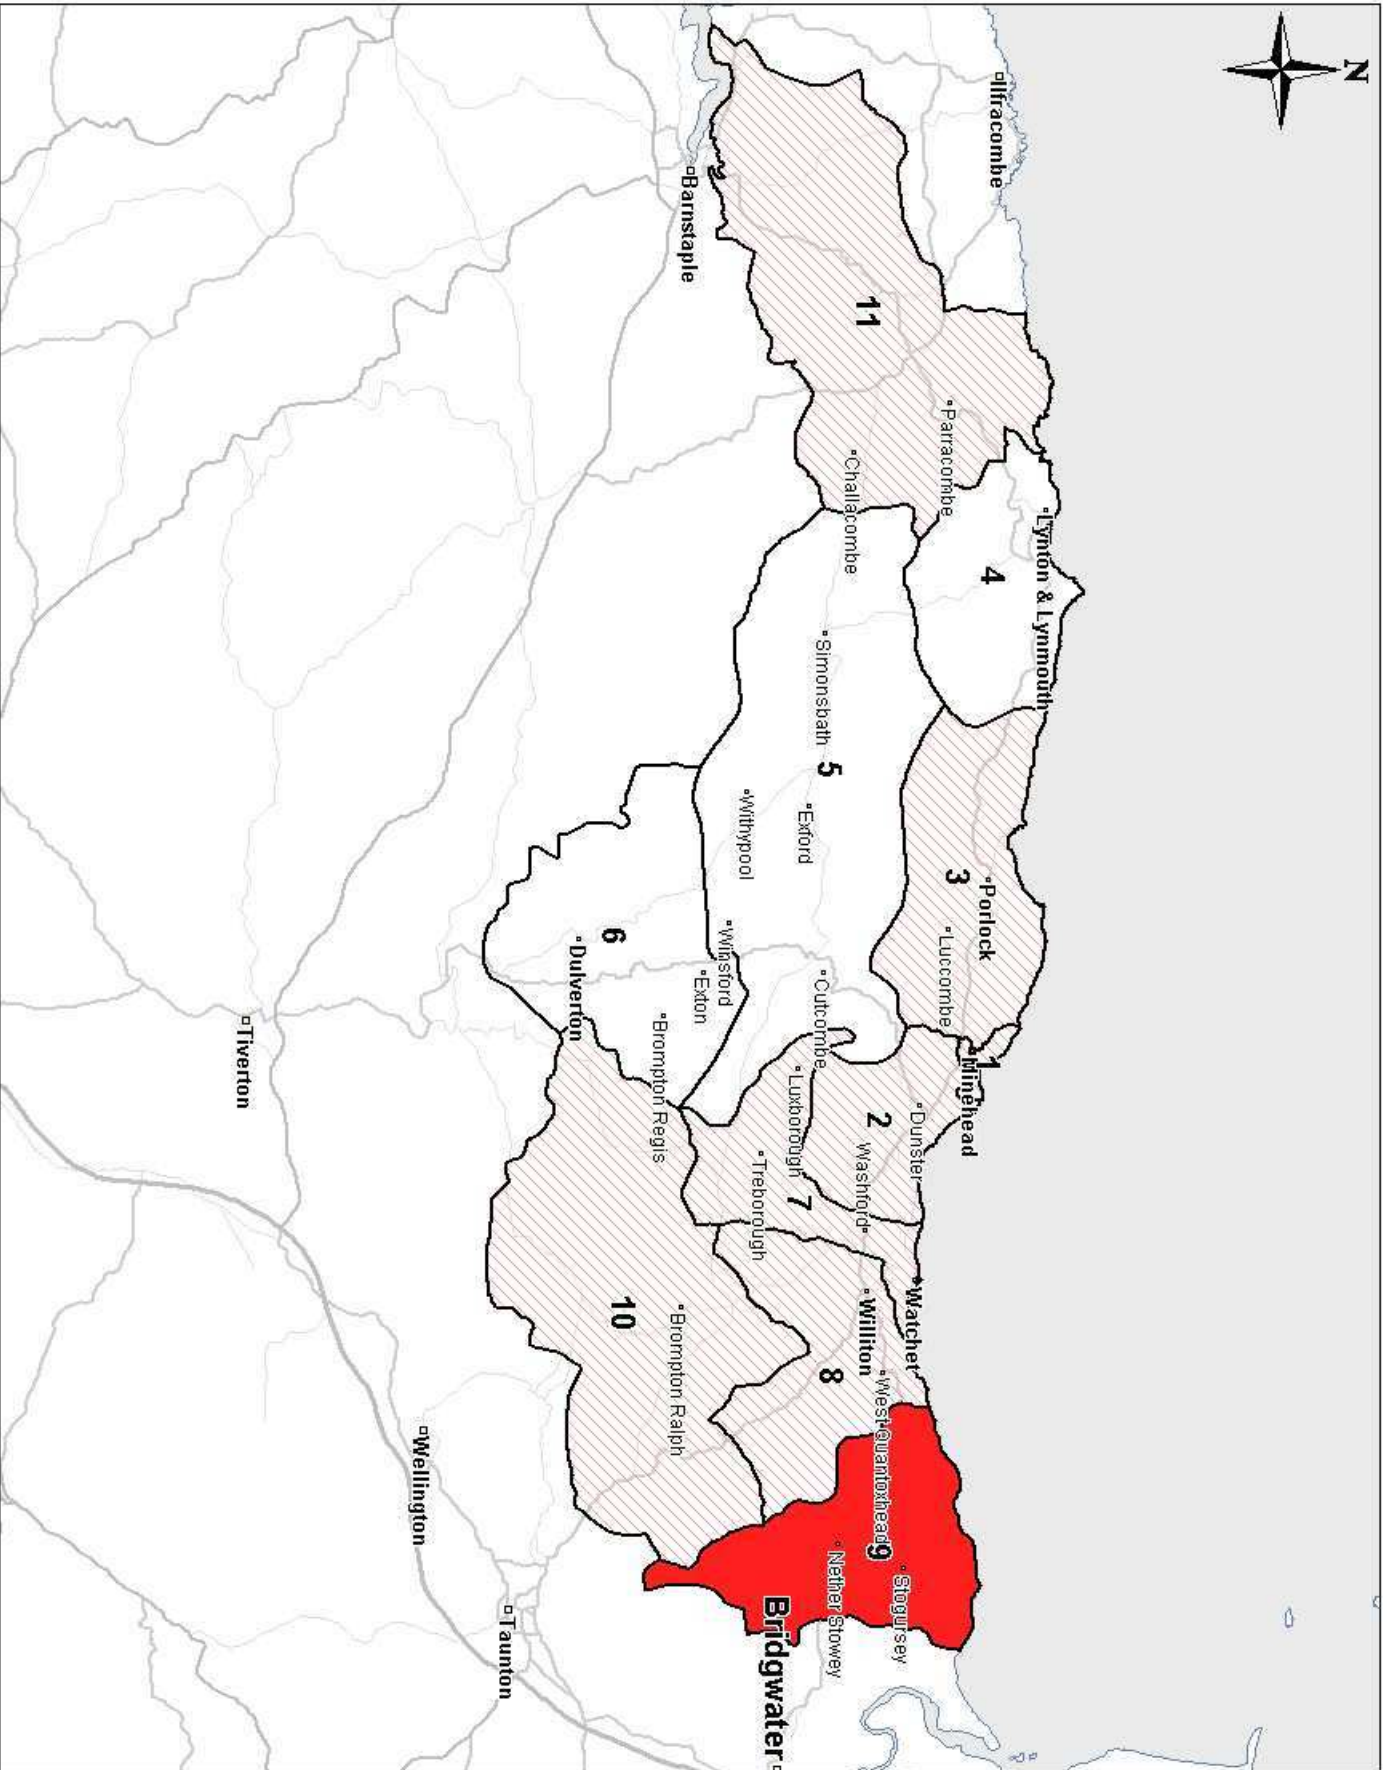 N
Ilfracombe
Lynton & Lynmouth
4
Parracombe
11
Challacombe
Barnstaple
Porlock
3
Luccombe
1
Minehead
Dunster
2
Washford
Watchet
Williton
West Quantoxhead
9
Stogursey
Nether Stowey
8
Bridgwater
Simonsbath
5
Exford
Withypool
Cutcombe
Luxborough
7
Treborough
Winsford
Exton
6
Dulverton
Brompton Regis
10
Brompton Ralph
Tiverton
Wellington
Taunton